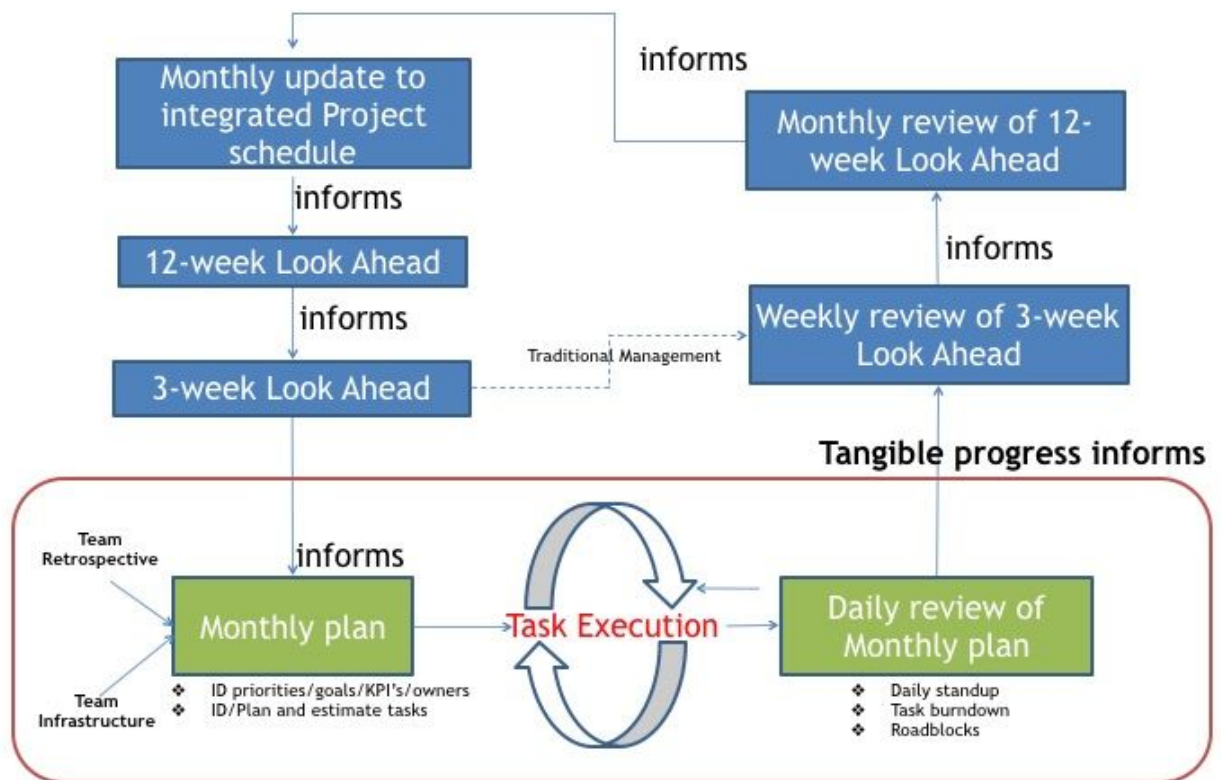 informs
Monthly update to
integrated Project
schedule
Monthly review of 12-
week Look Ahead
informs
12-week Look Ahead
informs
informs
Weekly review of 3-week
Look Ahead
Traditional Management
3-week Look Ahead
Tangible progress informs
Team
Retrospective
informs
Monthly plan
Task Execution
Daily review of
Monthly plan
Team
Infrastructure
❖ ID priorities/goals/KPI's/owners
❖ ID/Plan and estimate tasks
❖ Daily standup
❖ Task burndown
❖ Roadblocks